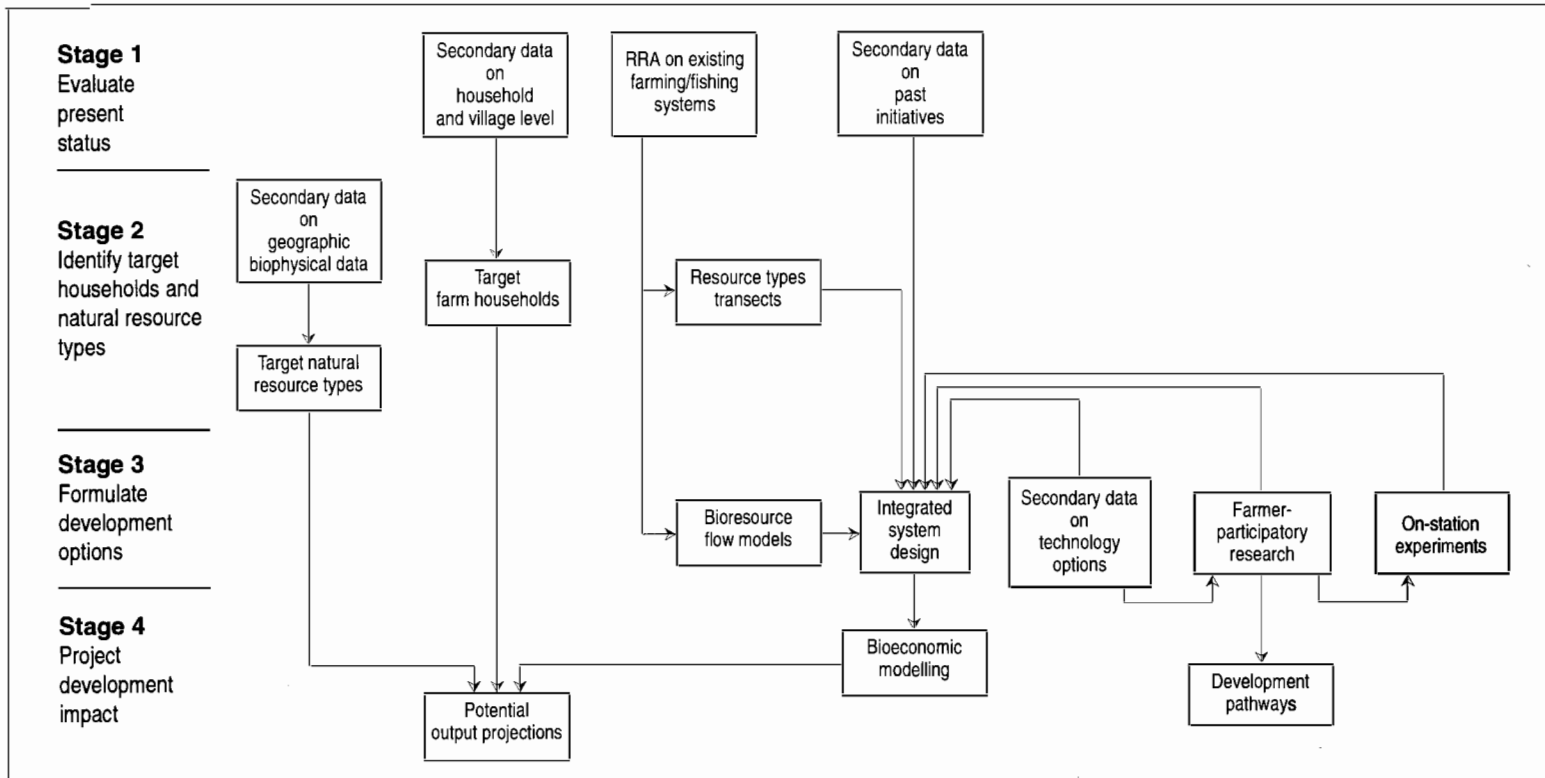 Stage 1
Evaluate
present
status
Secondary data
on
household
and village level
RRA on existing
farming/fishing
systems
Secondary data
on
past
initiatives
Stage 2
Identify target
households and
natural resource
types
Secondary data
on
geographic
biophysical data
Target
farm households
Resource types
transects
Target natural
resource types
Stage 3
Formulate
development
options
Bioresource
flow models
Integrated
system
design
Secondary data
on
technology
options
Farmer-
participatory
research
On-station
experiments
Stage 4
Project
development
impact
Bioeconomic
modelling
Development
pathways
Potential
output projections